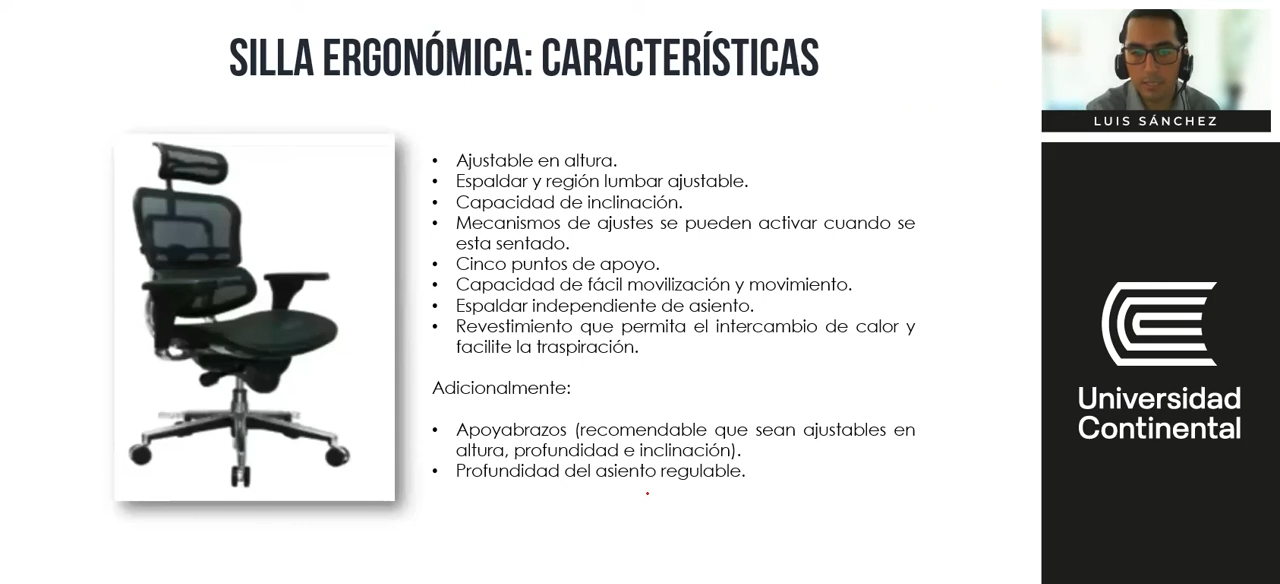 SILLA ERGONÓMICA: CARACTERÍSTICAS
LUIS SÁNCHEZ
• Ajustable en altura.
• Espaldar y región lumbar ajustable.
• Capacidad de inclinación.
• Mecanismos de ajustes se pueden activar cuando se
esta sentado.
• Cinco puntos de apoyo.
• Capacidad de fácil movilización y movimiento.
• Espaldar independiente de asiento.
• Revestimiento que permita el intercambio de calor y
facilite la traspiración.
Adicionalmente:
• Apoyabrazos (recomendable que sean ajustables en
altura, profundidad e inclinación).
• Profundidad del asiento regulable.
Universidad
Continental